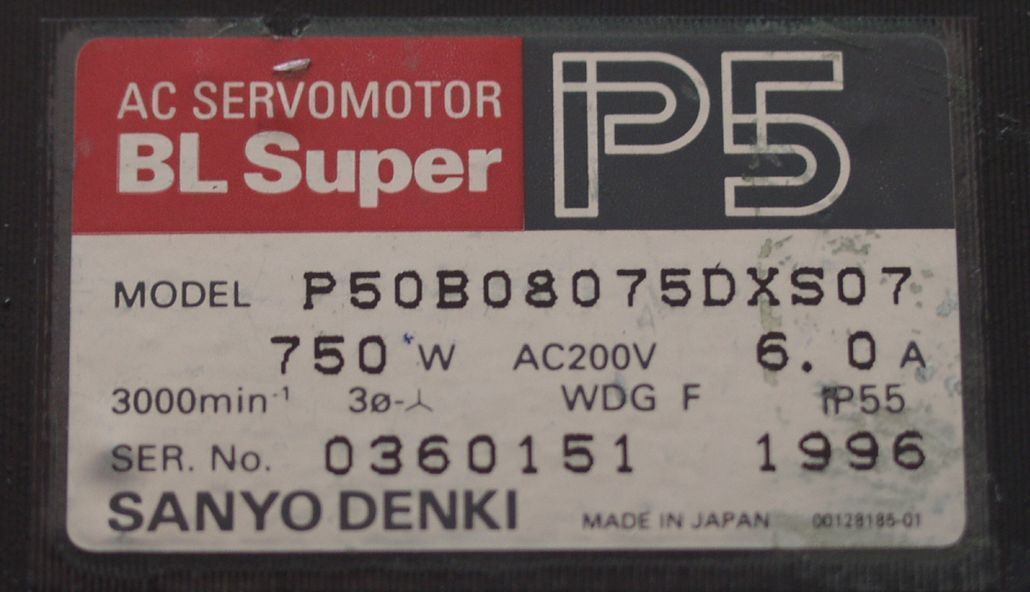 AC SERVOMOTOR
BL Super
P5
MODEL P50B08075DXS07
750 W AC200V 6.0 A
3000min⁻¹ 3ø-⅄ WDG F IP55
SER. No. 0360151 1996
SANYO DENKI MADE IN JAPAN 00128185-01